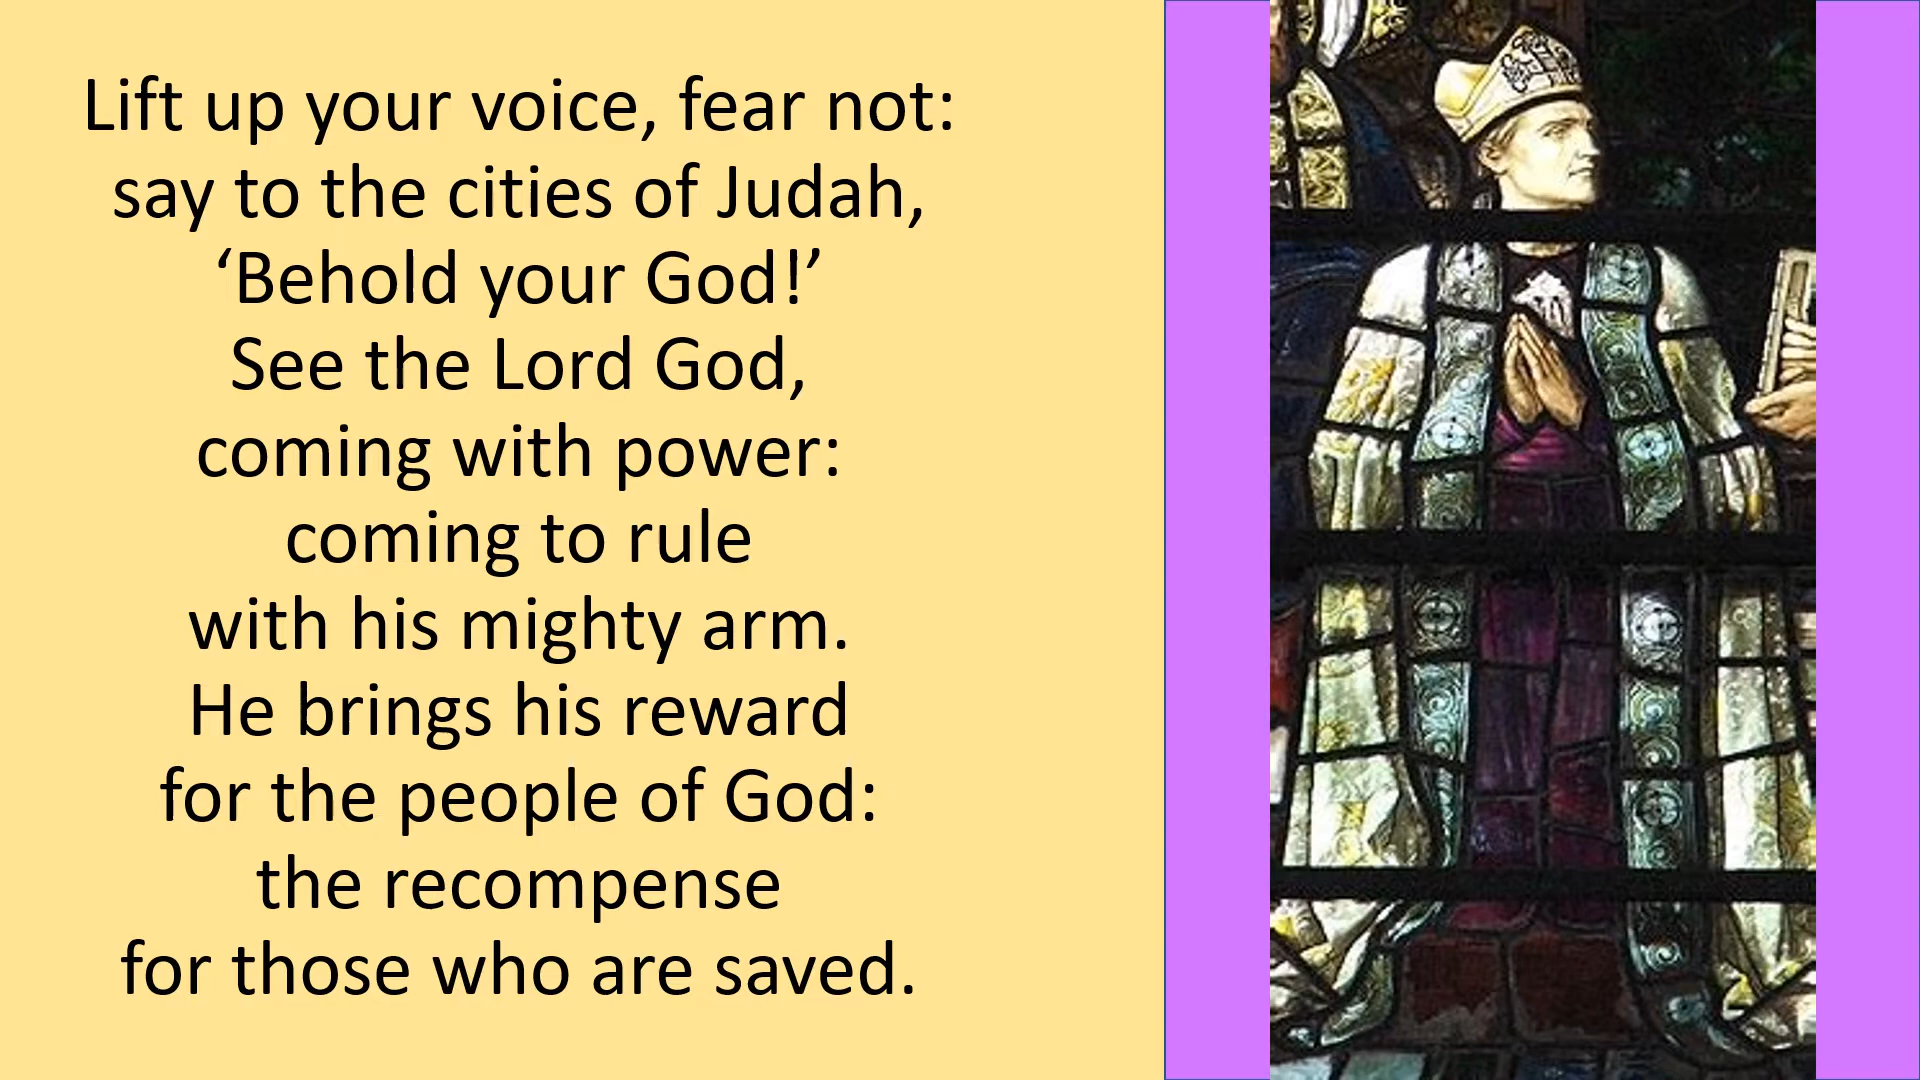 Lift up your voice, fear not:
say to the cities of Judah,
‘Behold your God!’
See the Lord God,
coming with power:
coming to rule
with his mighty arm.
He brings his reward
for the people of God:
the recompense
for those who are saved.